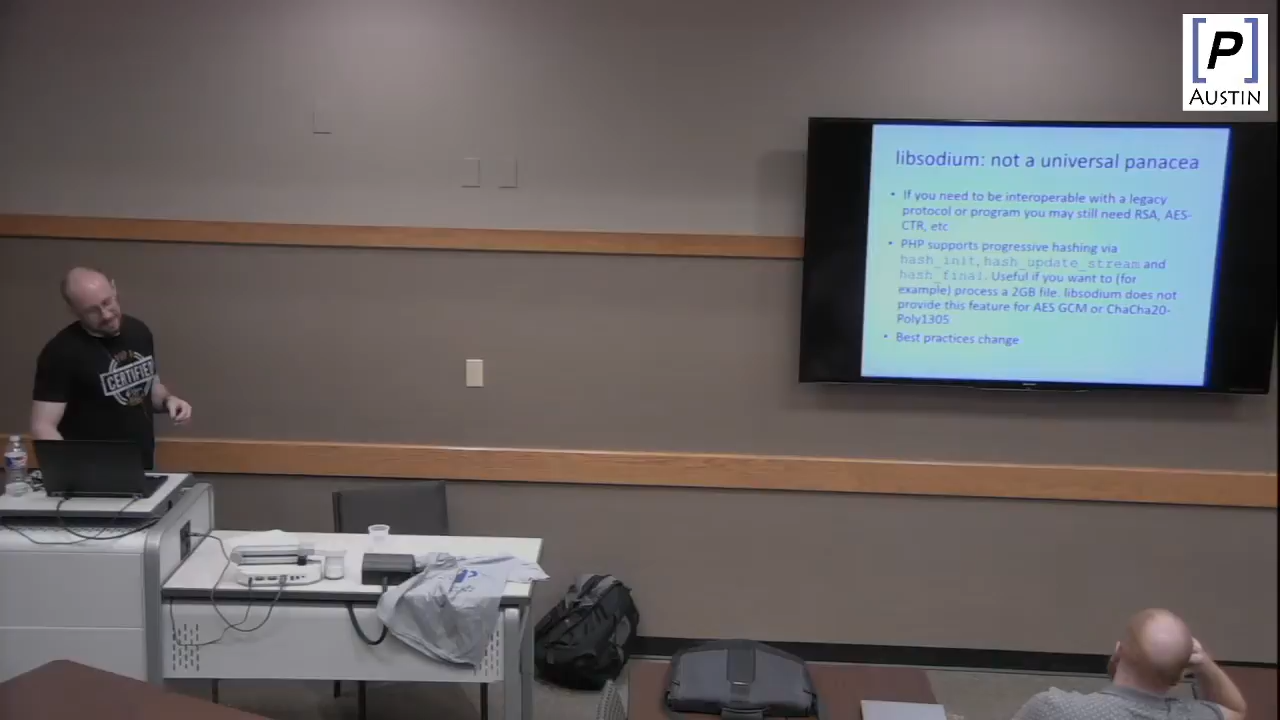 [P]
AUSTIN
libsodium: not a universal panacea
• If you need to be interoperable with a legacy
protocol or program you may still need RSA, AES-
CTR, etc
• PHP supports progressive hashing via
hash_init, hash_update_stream and
hash_final. Useful if you want to (for
example) process a 2GB file. libsodium does not
provide this feature for AES GCM or ChaCha20-
Poly1305
• Best practices change
CERTIFIED